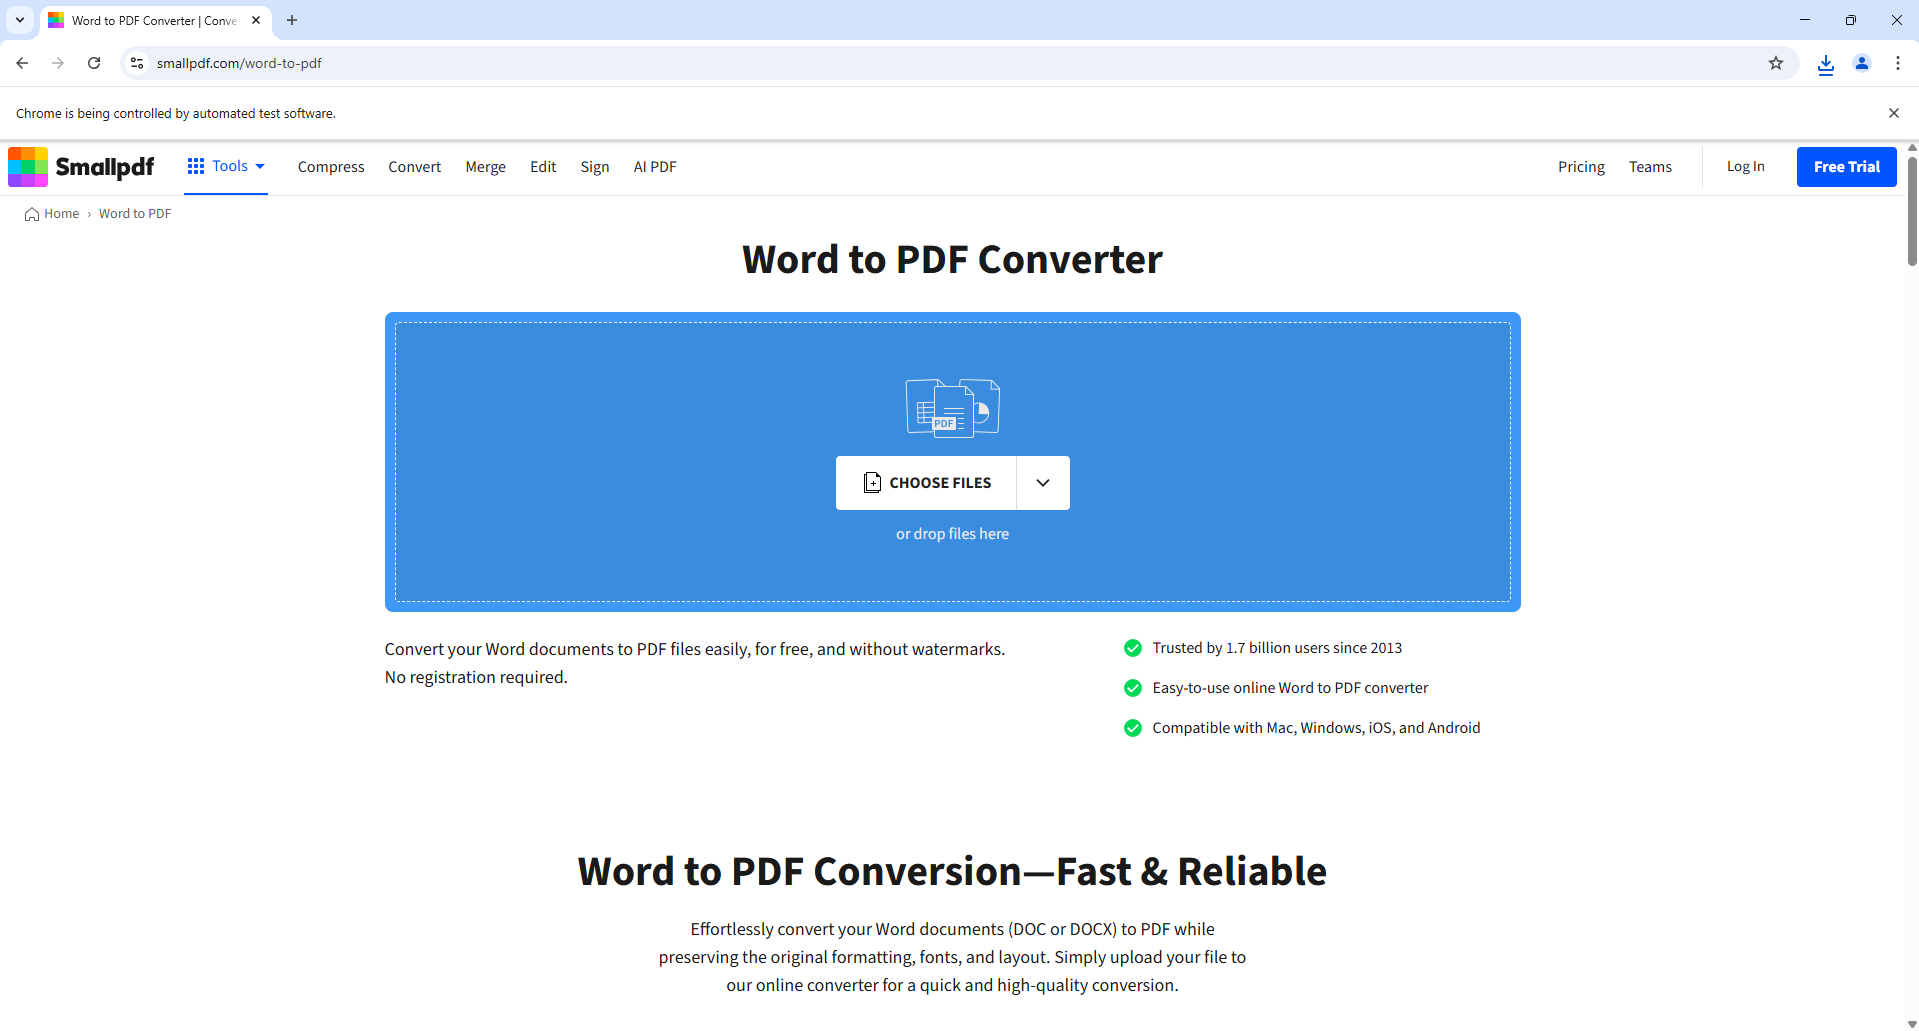 Word to PDF Converter | Conve
smallpdf.com/word-to-pdf
Chrome is being controlled by automated test software.
Smallpdf
Tools
Compress
Convert
Merge
Edit
Sign
AI PDF
Pricing
Teams
Log In
Free Trial
Home › Word to PDF
Word to PDF Converter
PDF
CHOOSE FILES
or drop files here
Convert your Word documents to PDF files easily, for free, and without watermarks.
No registration required.
Trusted by 1.7 billion users since 2013
Easy-to-use online Word to PDF converter
Compatible with Mac, Windows, iOS, and Android
Word to PDF Conversion—Fast & Reliable
Effortlessly convert your Word documents (DOC or DOCX) to PDF while
preserving the original formatting, fonts, and layout. Simply upload your file to
our online converter for a quick and high-quality conversion.